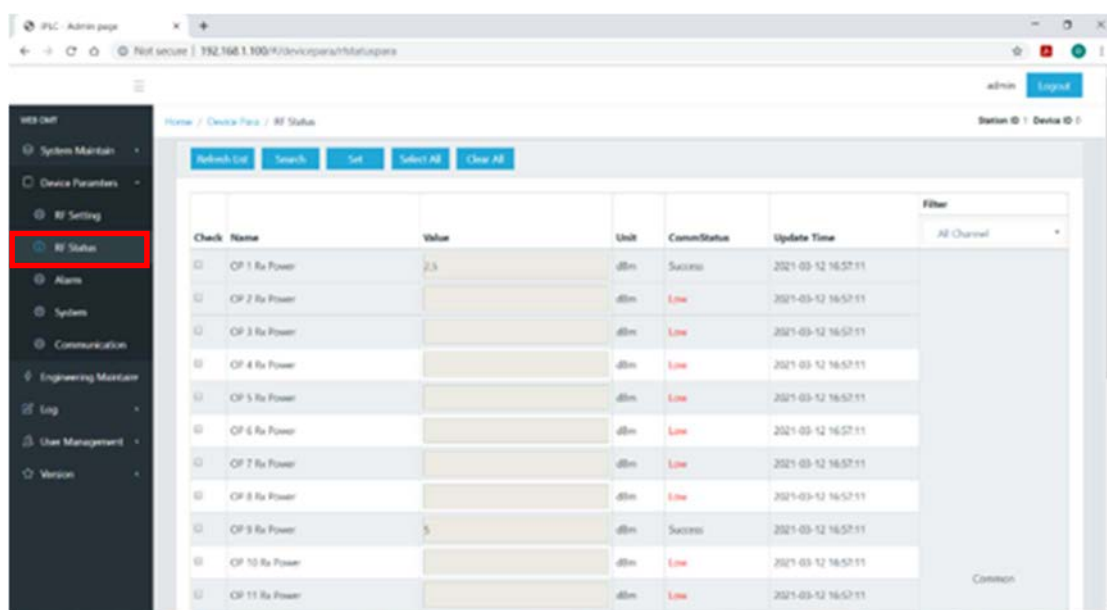 IPLC - Admin page
Not secure | 192.168.1.100/#/devicepara/rfstatuspara
admin Logout
WEB OMT
Home / Device Para / RF Status
Station ID 1 Device ID 0
System Maintain
Refresh List Search Set Select All Clear All
Device Paramters
RF Setting
Filter
Check Name Value Unit CommStatus Update Time All Channel
RF Status
OP 1 Rx Power 2.5 dBm Success 2021-03-12 16:57:11
Alarm
OP 2 Rx Power dBm Low 2021-03-12 16:57:11
System
OP 3 Rx Power dBm Low 2021-03-12 16:57:11
Communication
OP 4 Rx Power dBm Low 2021-03-12 16:57:11
Engineering Maintain
OP 5 Rx Power dBm Low 2021-03-12 16:57:11
Log
OP 6 Rx Power dBm Low 2021-03-12 16:57:11
User Management
OP 7 Rx Power dBm Low 2021-03-12 16:57:11
Version
OP 8 Rx Power dBm Low 2021-03-12 16:57:11
OP 9 Rx Power 5 dBm Success 2021-03-12 16:57:11
OP 10 Rx Power dBm Low 2021-03-12 16:57:11
Common
OP 11 Rx Power dBm Low 2021-03-12 16:57:11